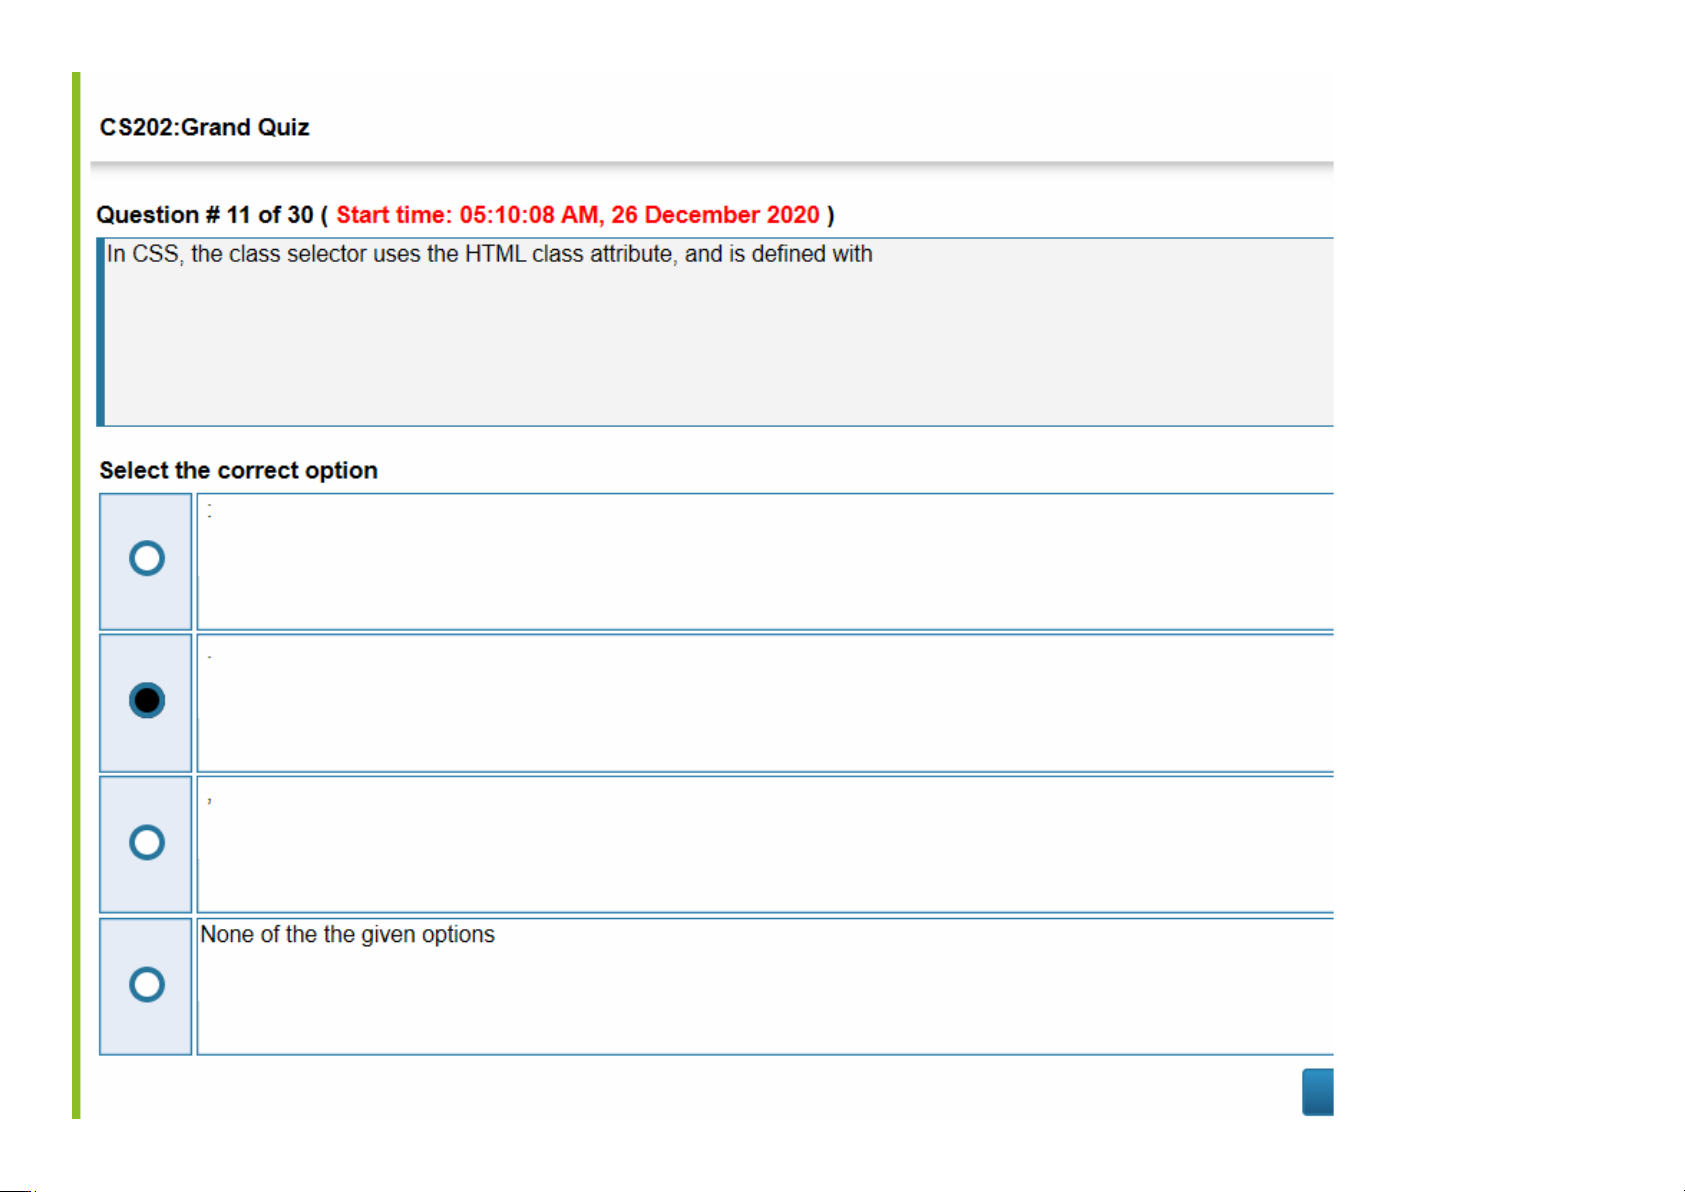 CS202:Grand Quiz
Question # 11 of 30 ( Start time: 05:10:08 AM, 26 December 2020 )
In CSS, the class selector uses the HTML class attribute, and is defined with
Select the correct option
:
.
,
None of the the given options